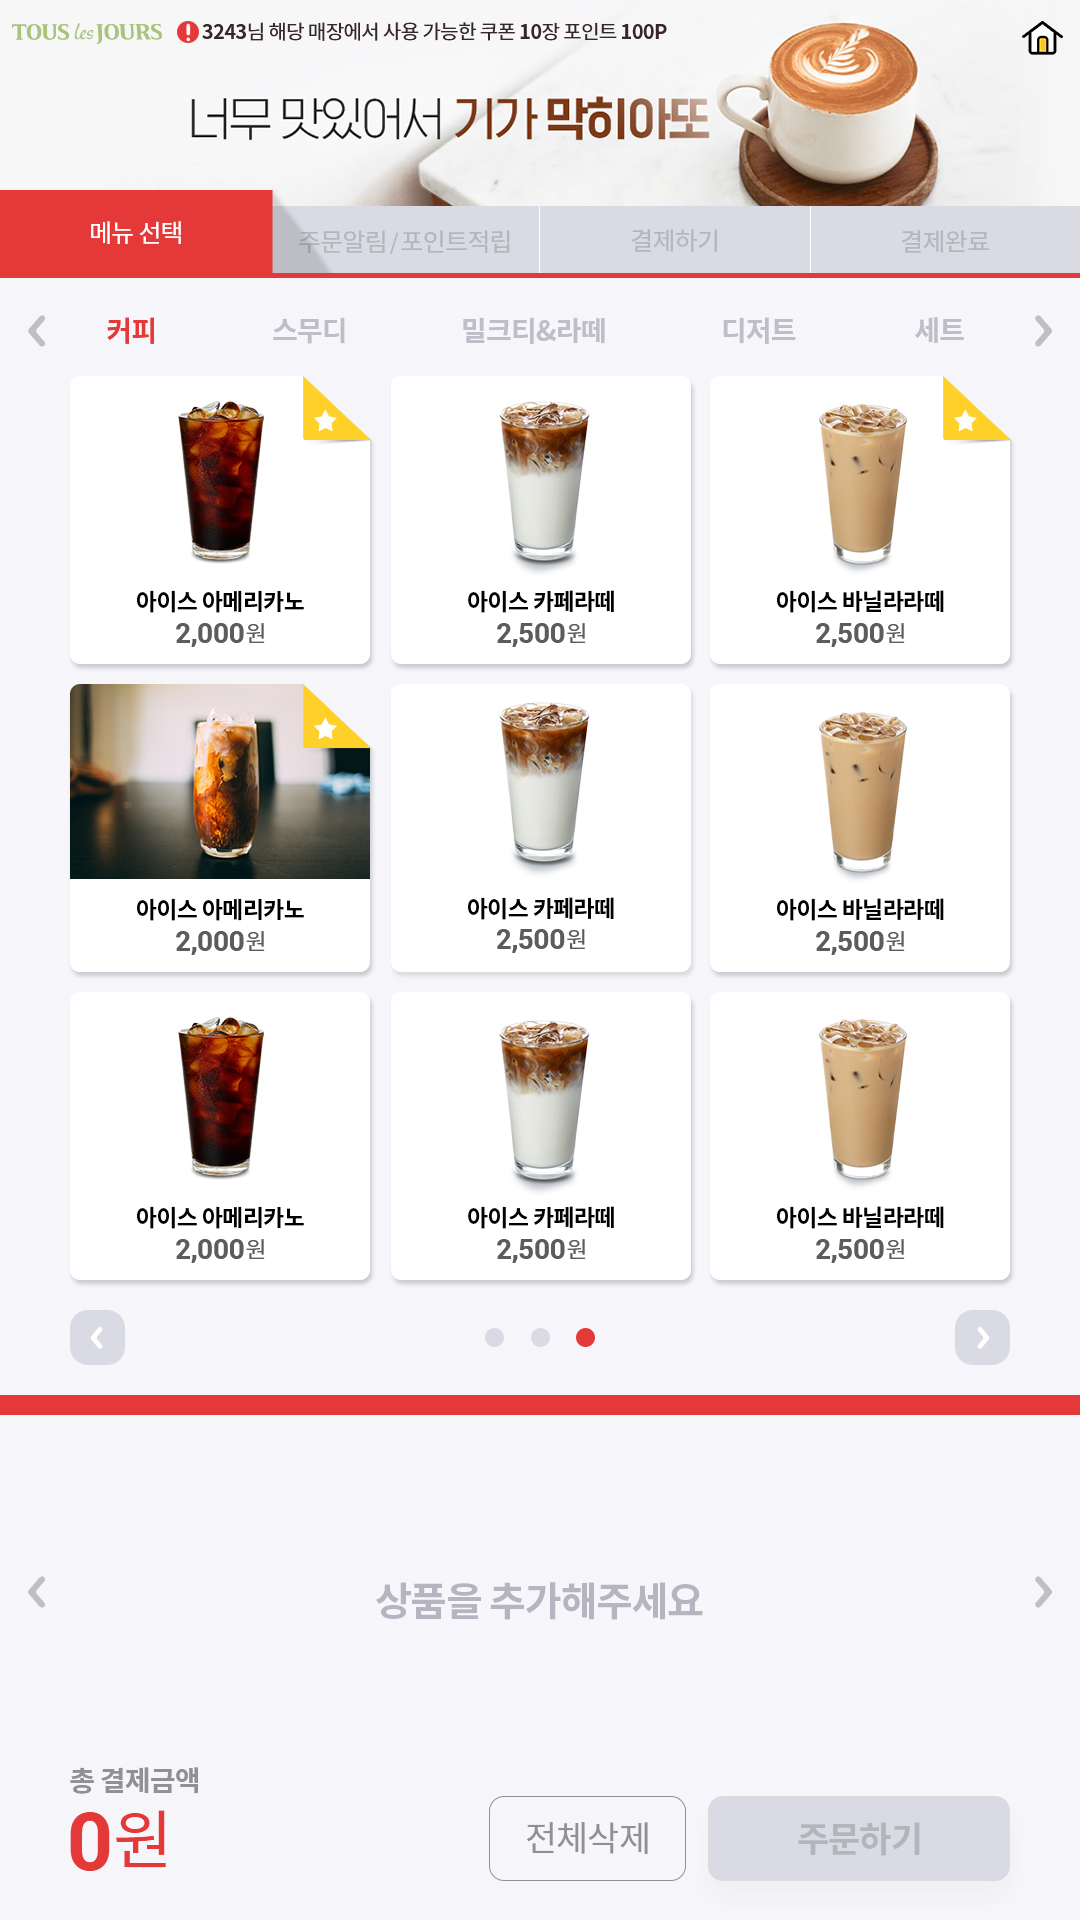 TOUS les JOURS
3243님 해당 매장에서 사용 가능한 쿠폰 10장 포인트 100P
너무 맛있어서 기가 막히아또
메뉴 선택
주문알림/포인트적립
결제하기
결제완료
커피
스무디
밀크티&라떼
디저트
세트
아이스 아메리카노
2,000원
아이스 카페라떼
2,500원
아이스 바닐라라떼
2,500원
아이스 아메리카노
2,000원
아이스 카페라떼
2,500원
아이스 바닐라라떼
2,500원
아이스 아메리카노
2,000원
아이스 카페라떼
2,500원
아이스 바닐라라떼
2,500원
상품을 추가해주세요
총 결제금액
0원
전체삭제
주문하기